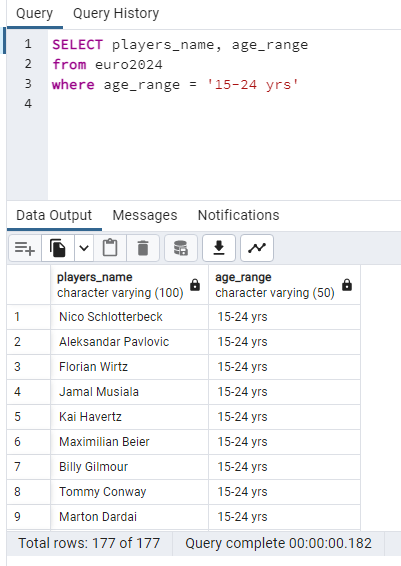 Query Query History
1 SELECT players_name, age_range
2 from euro2024
3 where age_range = '15-24 yrs'
4
Data Output Messages Notifications
players_name age_range
character varying (100) character varying (50)
1 Nico Schlotterbeck 15-24 yrs
2 Aleksandar Pavlovic 15-24 yrs
3 Florian Wirtz 15-24 yrs
4 Jamal Musiala 15-24 yrs
5 Kai Havertz 15-24 yrs
6 Maximilian Beier 15-24 yrs
7 Billy Gilmour 15-24 yrs
8 Tommy Conway 15-24 yrs
9 Marton Dardai 15-24 yrs
Total rows: 177 of 177 Query complete 00:00:00.182